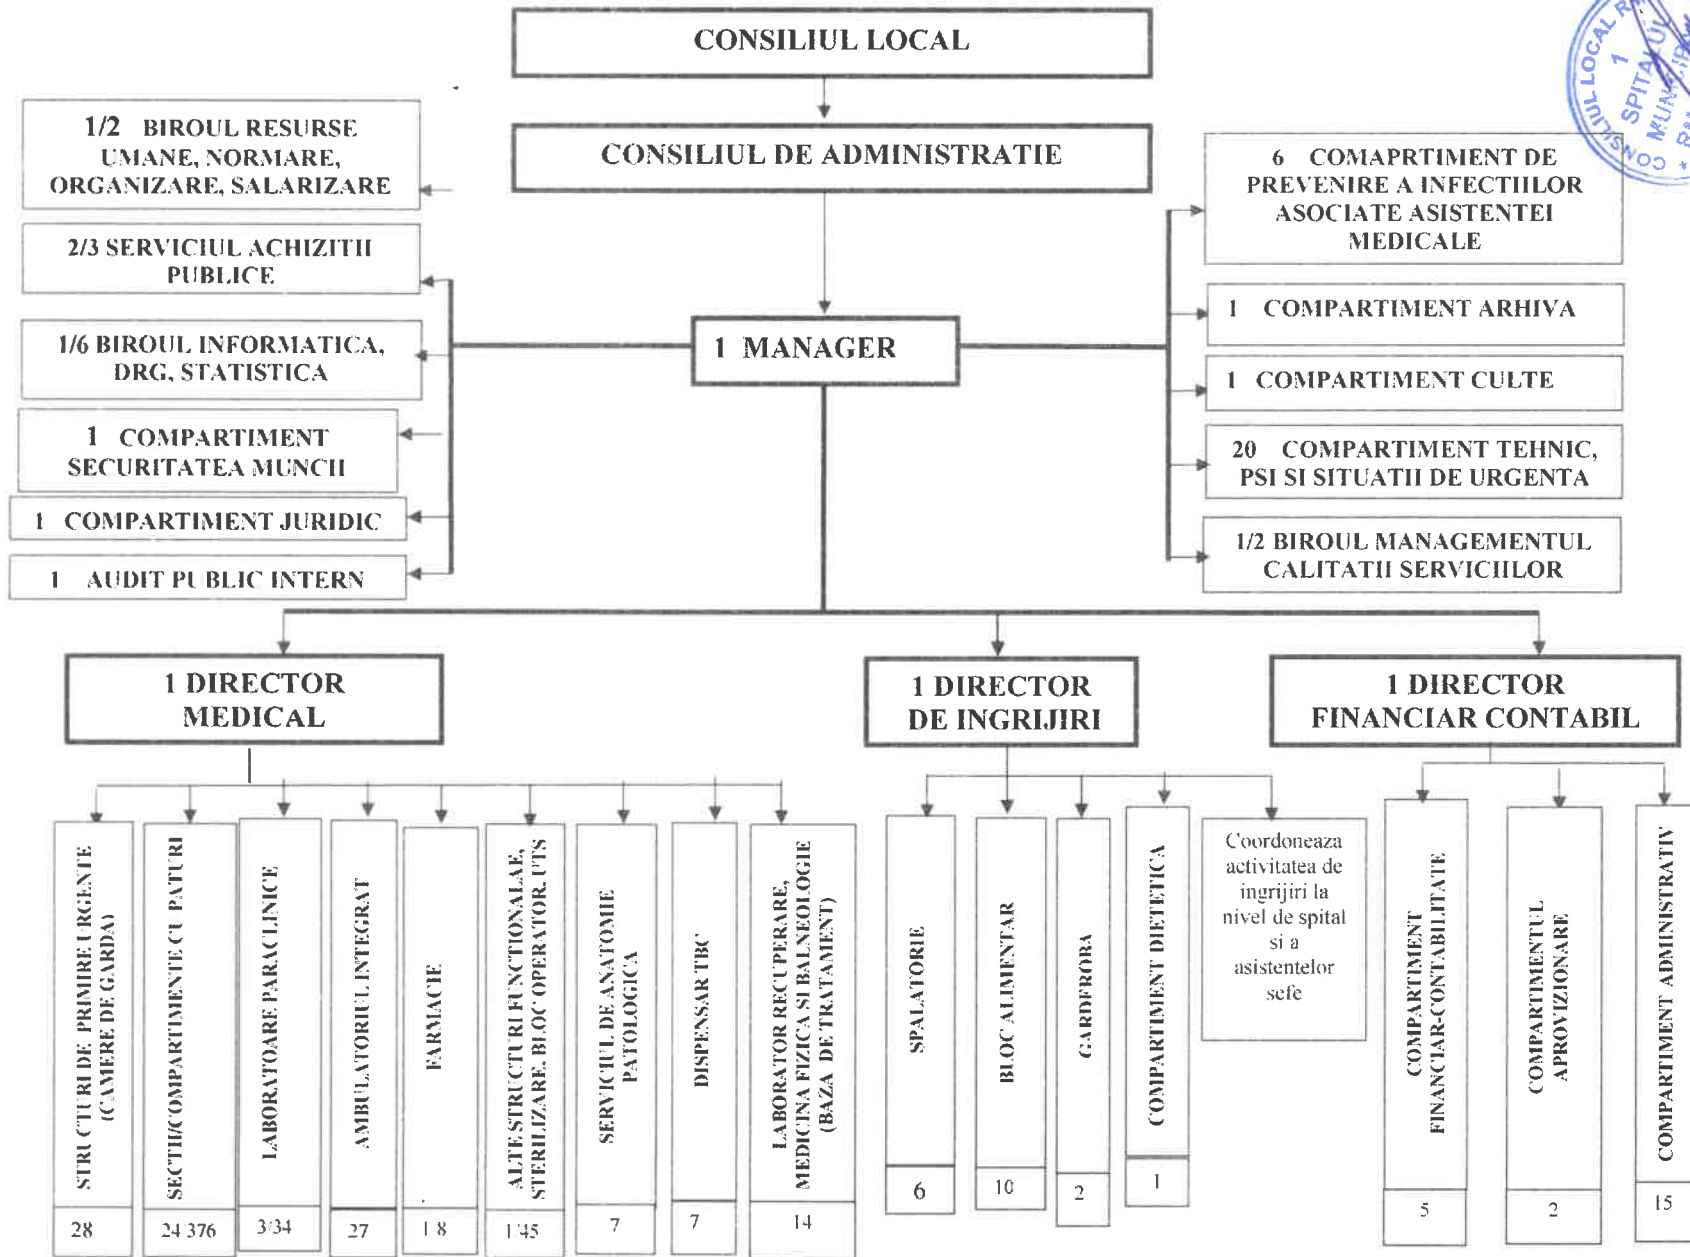 CONSILIUL LOCAL
CONSILIUL DE ADMINISTRATIE
1 MANAGER
1/2 BIROUL RESURSE
UMANE, NORMARE,
ORGANIZARE, SALARIZARE
2/3 SERVICIUL ACHIZITII
PUBLICE
1/6 BIROUL INFORMATICA,
DRG, STATISTICA
1 COMPARTIMENT
SECURITATEA MUNCII
1 COMPARTIMENT JURIDIC
1 AUDIT PUBLIC INTERN
6 COMAPRTIMENT DE
PREVENIRE A INFECTIILOR
ASOCIATE ASISTENTEI
MEDICALE
1 COMPARTIMENT ARHIVA
1 COMPARTIMENT CULTE
20 COMPARTIMENT TEHNIC,
PSI SI SITUATII DE URGENTA
1/2 BIROUL MANAGEMENTUL
CALITATII SERVICIILOR
CONSILIUL LOCAL
1
SPITALUL
1 DIRECTOR
MEDICAL
1 DIRECTOR
DE INGRIJIRI
1 DIRECTOR
FINANCIAR CONTABIL
STRUCTURI DE PRIMIRE URGENTE
(CAMERE DE GARDA)
28
SECTII/COMPARTIMENTE CU PATURI
24/376
LABORATOARE PARACLINICE
3/34
AMBULATORIUL INTEGRAT
27
FARMACIE
1 8
ALTE STRUCTURI FUNCTIONALAE,
STERILIZARE, BLOC OPERATOR, UTS
1/45
SERVICIUL DE ANATOMIE
PATOLOGICA
7
DISPENSAR TBC
7
LABORATOR RECUPERARE,
MEDICINA FIZICA SI BALNEOLOGIE
(BAZA DE TRATAMENT)
14
SPALATORIE
6
BLOC ALIMENTAR
10
GARDEROBA
2
COMPARTIMENT DIETETICA
1
Coordoneaza
activitatea de
ingrijiri la
nivel de spital
si a
asistentelor
sefe
COMPARTIMENT
FINANCIAR-CONTABILITATE
5
COMPARTIMENTUL
APROVIZIONARE
2
COMPARTIMENT ADMINISTRATIV
15